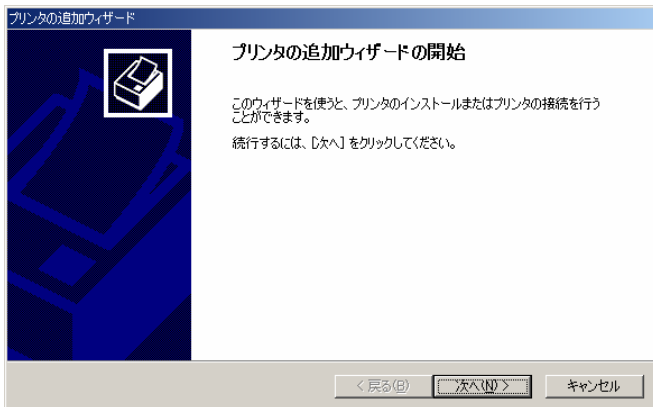 プリンタの追加ウィザード
プリンタの追加ウィザードの開始
このウィザードを使うと、プリンタのインストールまたはプリンタの接続を行う
ことができます。
続行するには、[次へ] をクリックしてください。
< 戻る(B)
次へ(N) >
キャンセル